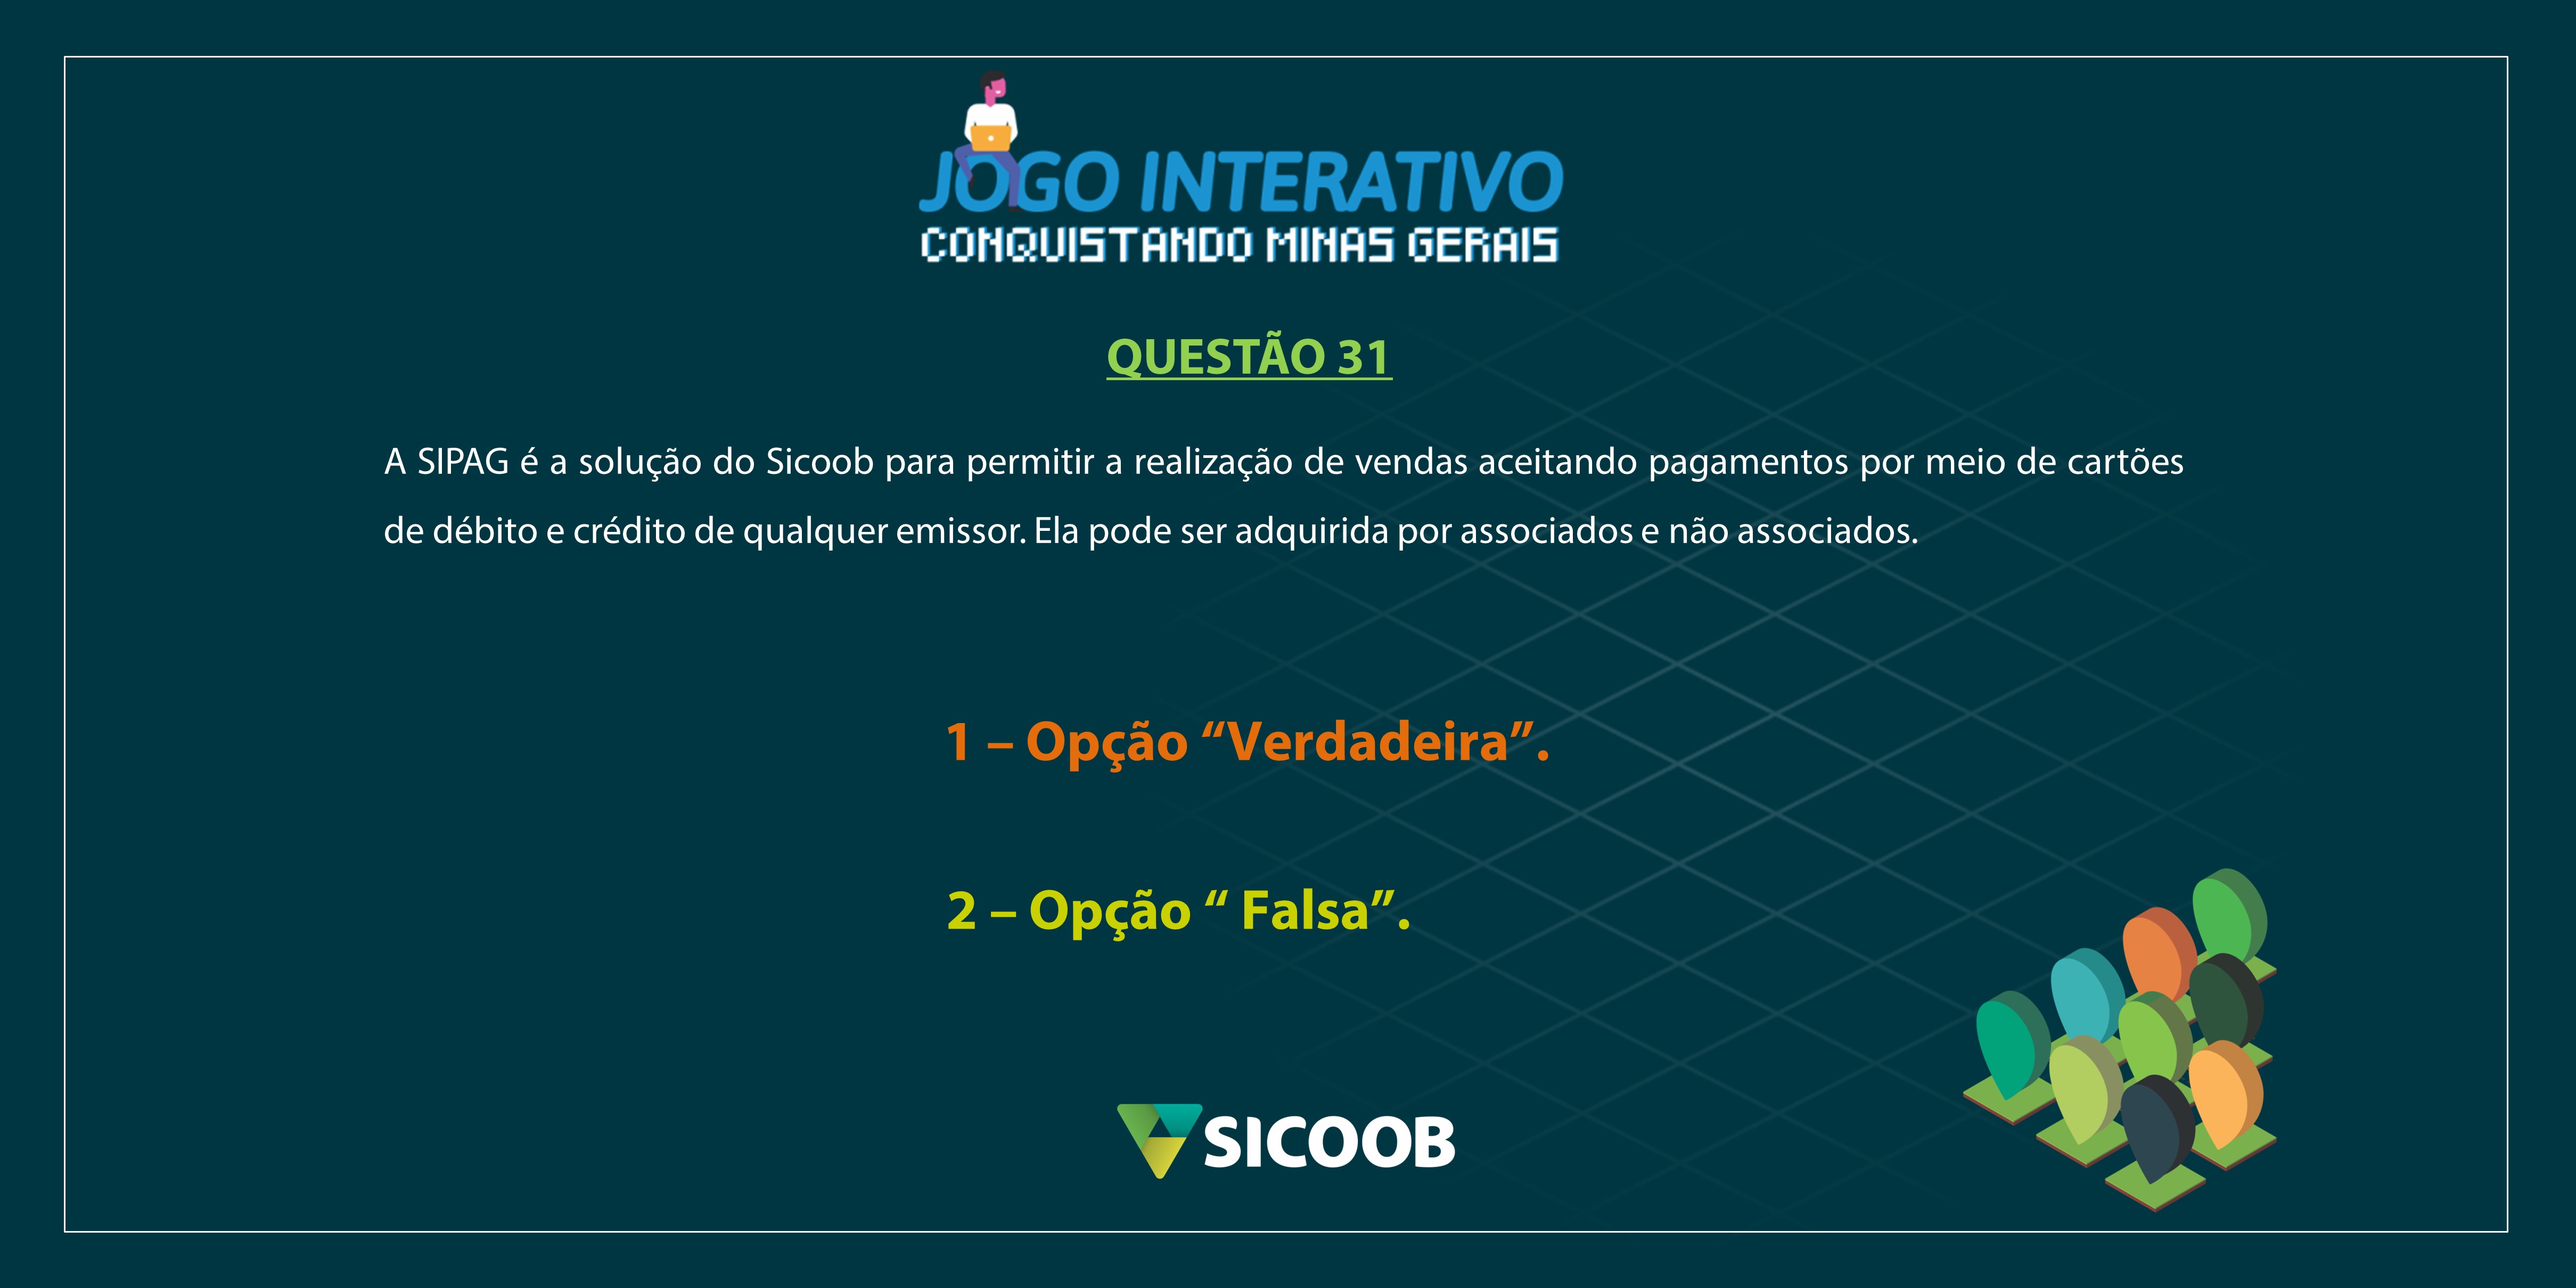 JOGO INTERATIVO
CONQUISTANDO MINAS GERAIS
QUESTÃO 31
A SIPAG é a solução do Sicoob para permitir a realização de vendas aceitando pagamentos por meio de cartões
de débito e crédito de qualquer emissor. Ela pode ser adquirida por associados e não associados.
1 – Opção “Verdadeira”.
2 – Opção “ Falsa”.
SICOOB